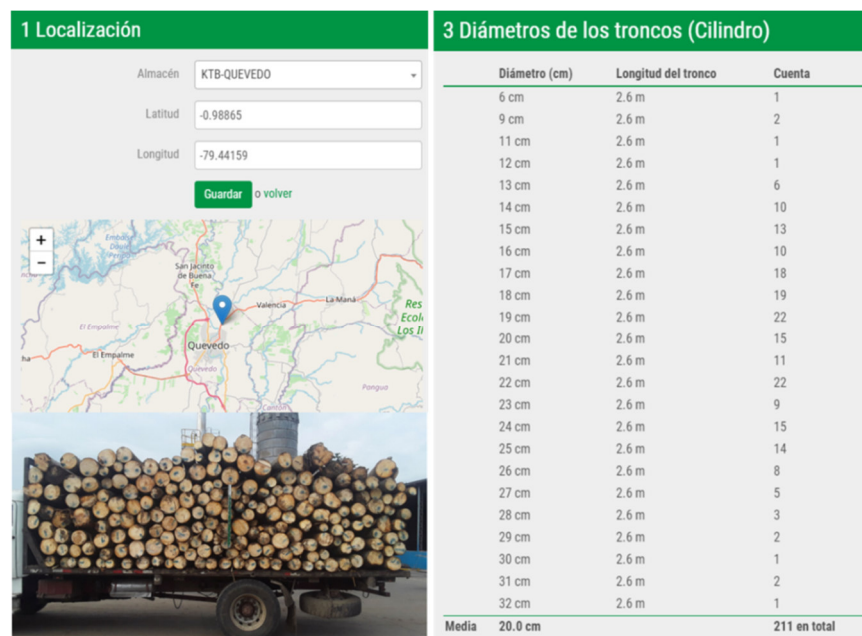 1 Localización
Almacén KTB-QUEVEDO
Latitud -0.98865
Longitud -79.44159
Guardar o volver
+
−
San Jacinto
de Buena
Fe
Valencia
La Maná
Res
Ecol
Los Il
El Empalme
El Empalme
Quevedo
Quevedo
Pangua
ha
3 Diámetros de los troncos (Cilindro)
Diámetro (cm) Longitud del tronco Cuenta
6 cm 2.6 m 1
9 cm 2.6 m 2
11 cm 2.6 m 1
12 cm 2.6 m 1
13 cm 2.6 m 6
14 cm 2.6 m 10
15 cm 2.6 m 13
16 cm 2.6 m 10
17 cm 2.6 m 18
18 cm 2.6 m 19
19 cm 2.6 m 22
20 cm 2.6 m 15
21 cm 2.6 m 11
22 cm 2.6 m 22
23 cm 2.6 m 9
24 cm 2.6 m 15
25 cm 2.6 m 14
26 cm 2.6 m 8
27 cm 2.6 m 5
28 cm 2.6 m 3
29 cm 2.6 m 2
30 cm 2.6 m 1
31 cm 2.6 m 2
32 cm 2.6 m 1
Media 20.0 cm 211 en total